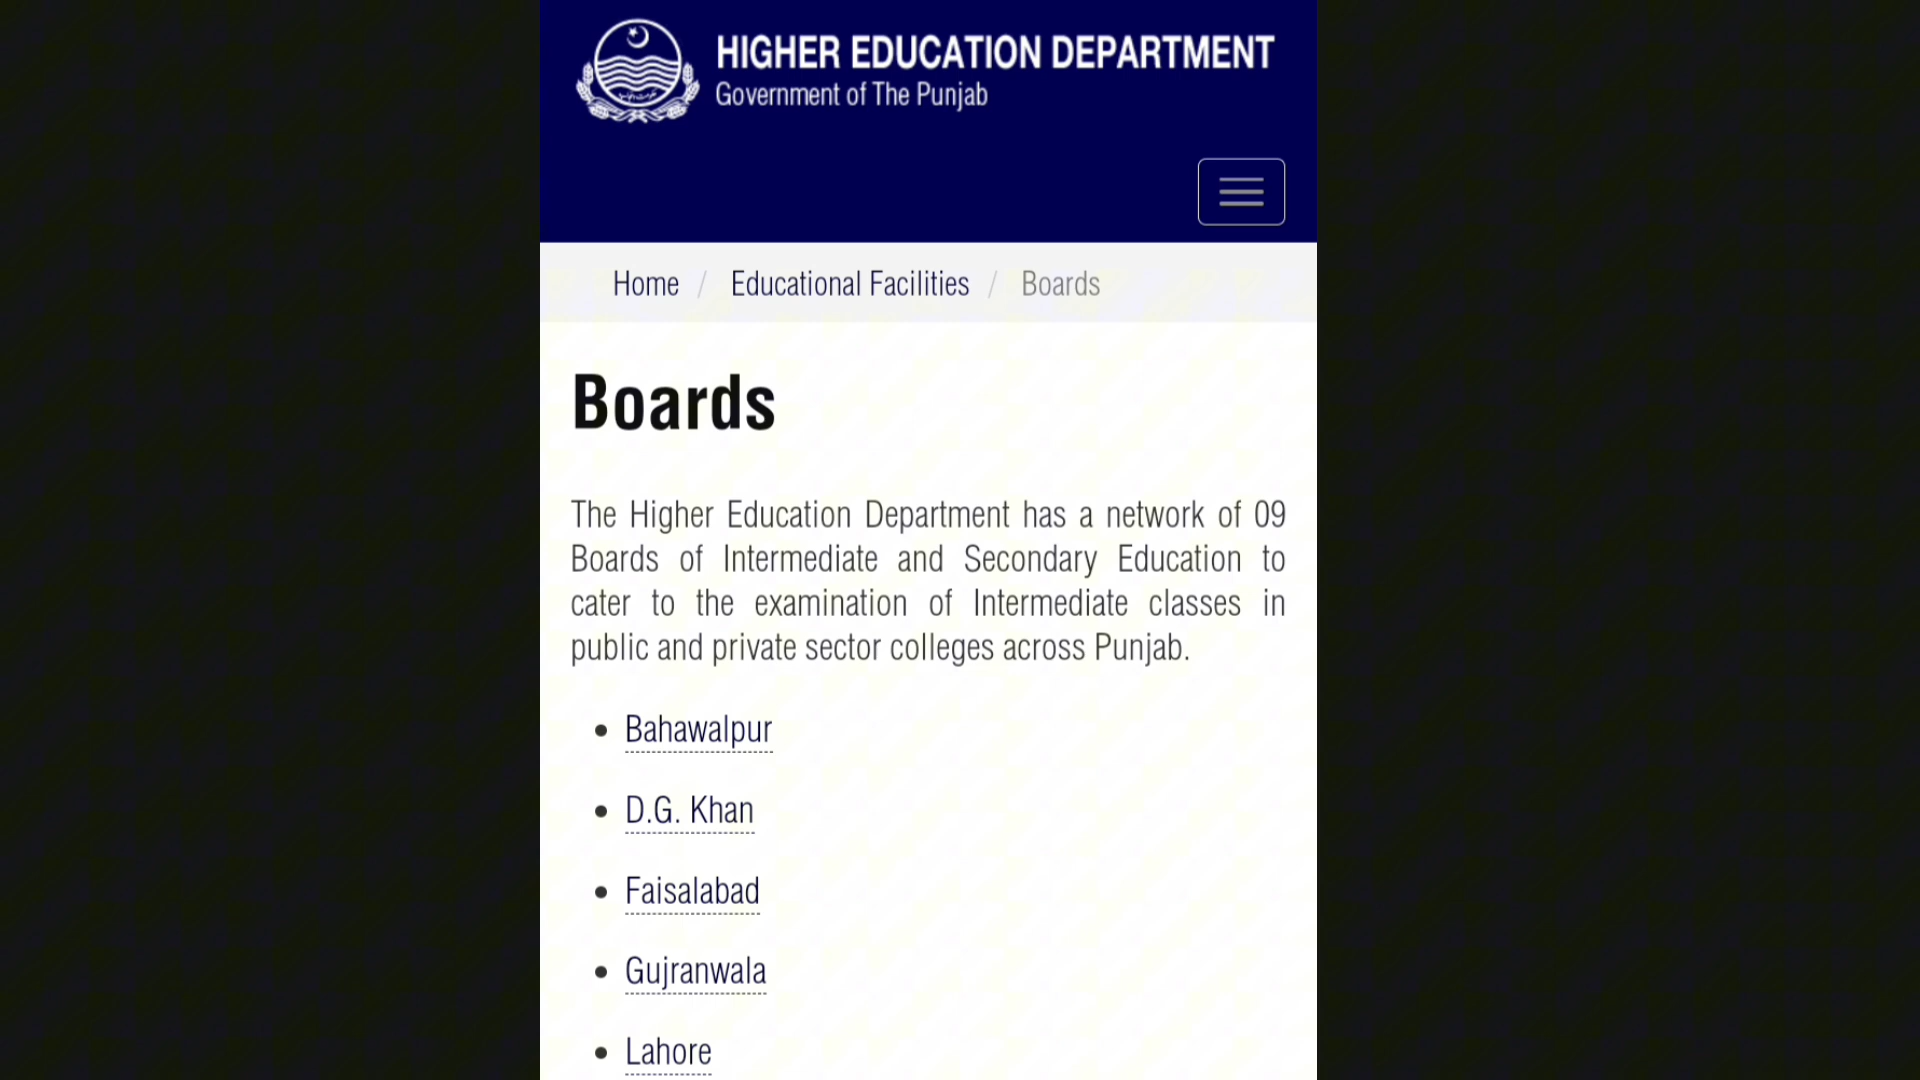 HIGHER EDUCATION DEPARTMENT
Government of The Punjab
Home / Educational Facilities / Boards
Boards
The Higher Education Department has a network of 09
Boards of Intermediate and Secondary Education to
cater to the examination of Intermediate classes in
public and private sector colleges across Punjab.
• Bahawalpur
• D.G. Khan
• Faisalabad
• Gujranwala
• Lahore